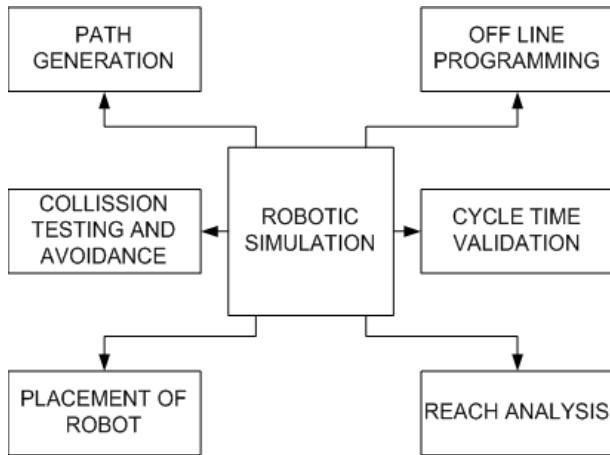 PATH
GENERATION
OFF LINE
PROGRAMMING
COLLISSION
TESTING AND
AVOIDANCE
ROBOTIC
SIMULATION
CYCLE TIME
VALIDATION
PLACEMENT OF
ROBOT
REACH ANALYSIS